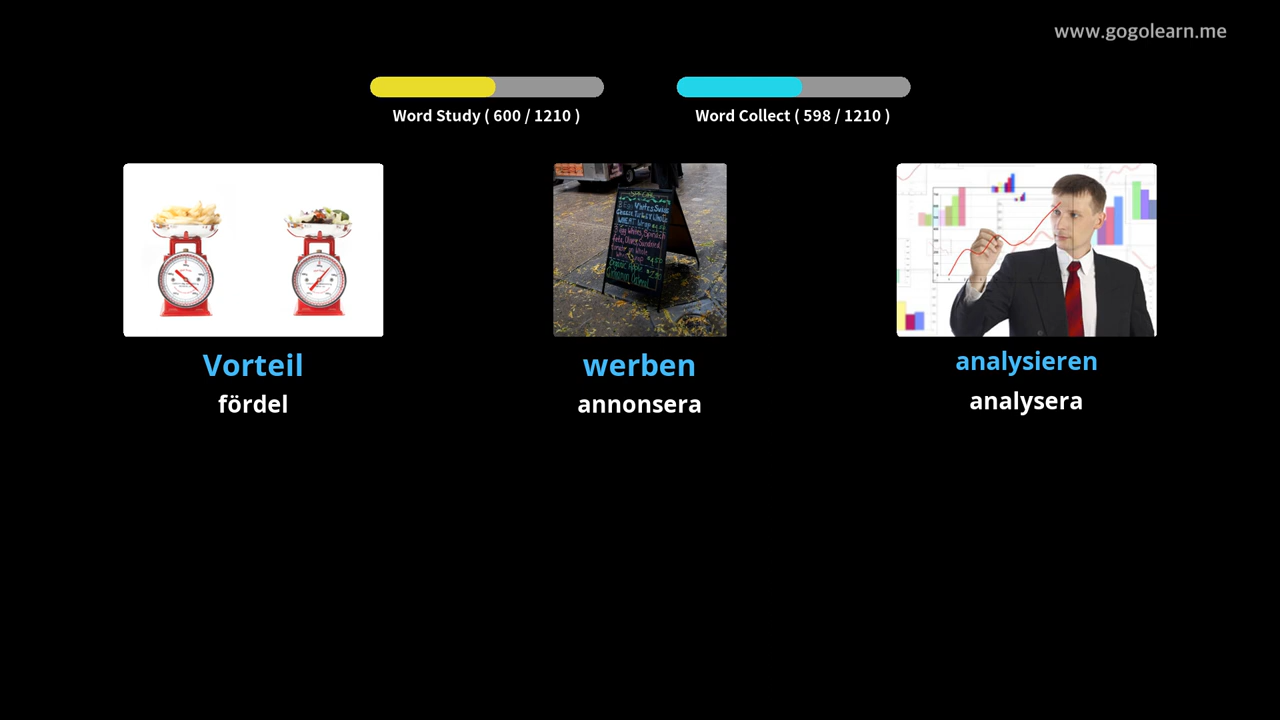 www.gogolearn.me
Word Study ( 600 / 1210 )
Word Collect ( 598 / 1210 )
Vorteil
fördel
werben
annonsera
analysieren
analysera